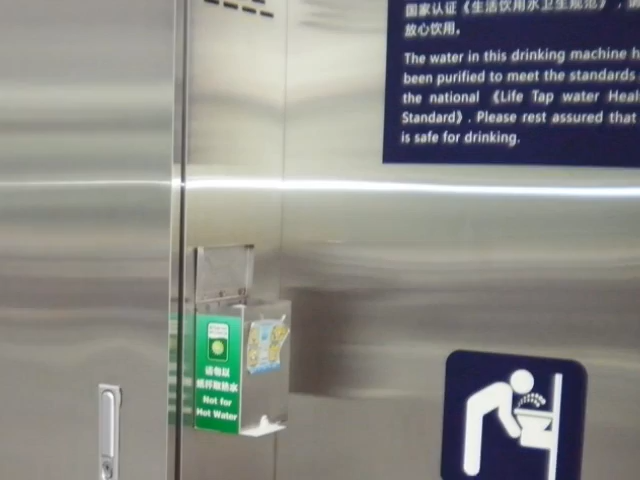 国家认证《生活饮用水卫生规范》，请
放心饮用。
The water in this drinking machine h
been purified to meet the standards
the national 《Life Tap water Heal
Standard》. Please rest assured that
is safe for drinking.
请勿以
纸杯取热水
Not for
Hot Water